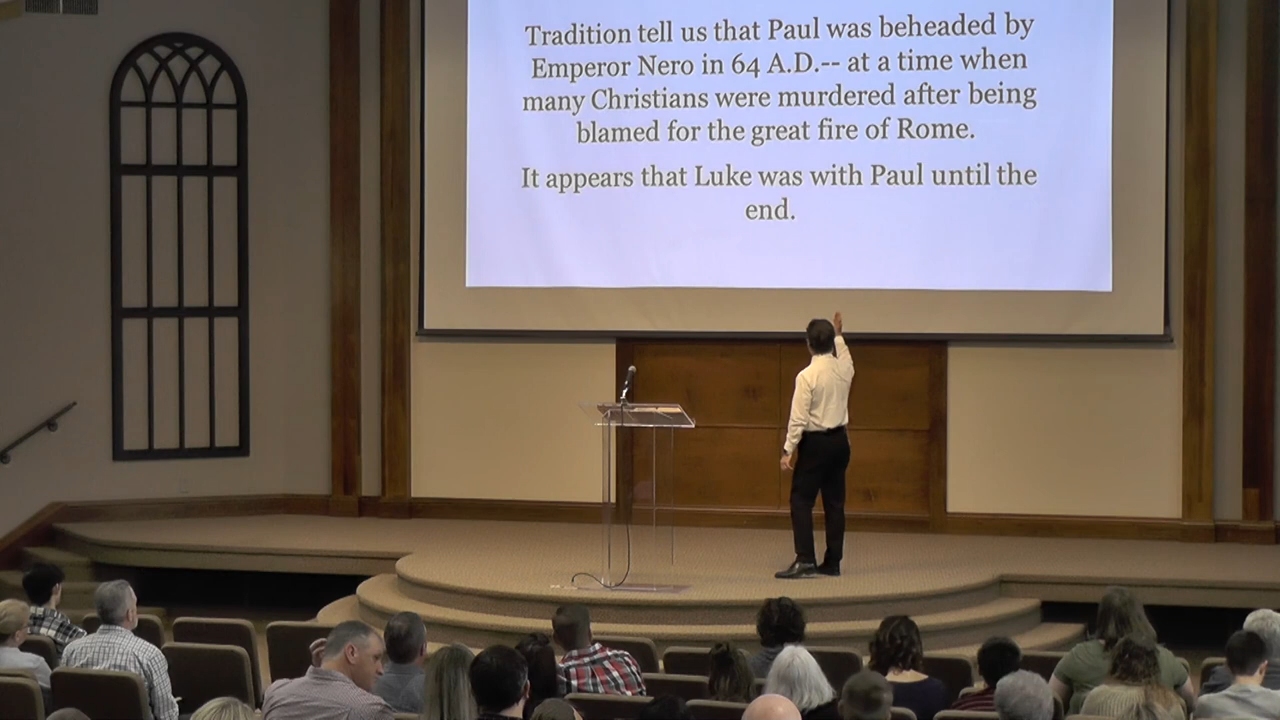 Tradition tell us that Paul was beheaded by
Emperor Nero in 64 A.D.-- at a time when
many Christians were murdered after being
blamed for the great fire of Rome.
It appears that Luke was with Paul until the
end.